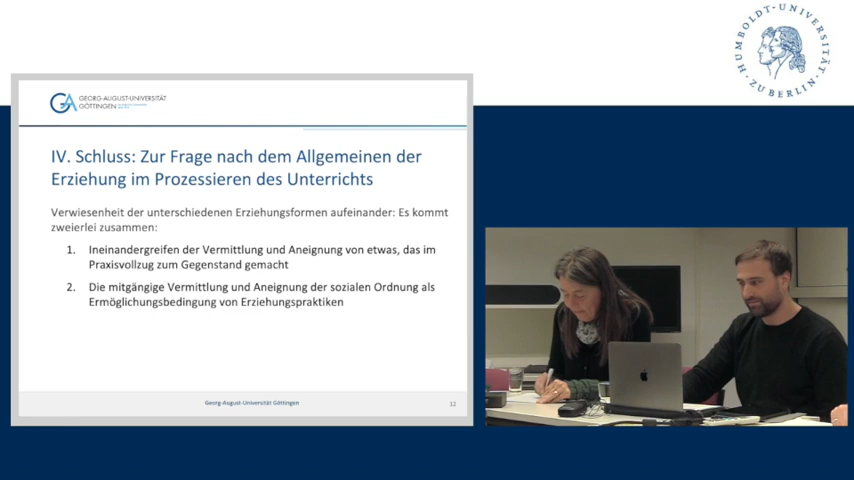 HUMBOLDT-UNIVERSITÄT
· ZU BERLIN ·
GEORG-AUGUST-UNIVERSITÄT
GÖTTINGEN
IV. Schluss: Zur Frage nach dem Allgemeinen der
Erziehung im Prozessieren des Unterrichts
Verwiesenheit der unterschiedenen Erziehungsformen aufeinander: Es kommt
zweierlei zusammen:
1. Ineinandergreifen der Vermittlung und Aneignung von etwas, das im
Praxisvollzug zum Gegenstand gemacht
2. Die mitgängige Vermittlung und Aneignung der sozialen Ordnung als
Ermöglichungsbedingung von Erziehungspraktiken
Georg-August-Universität Göttingen
12